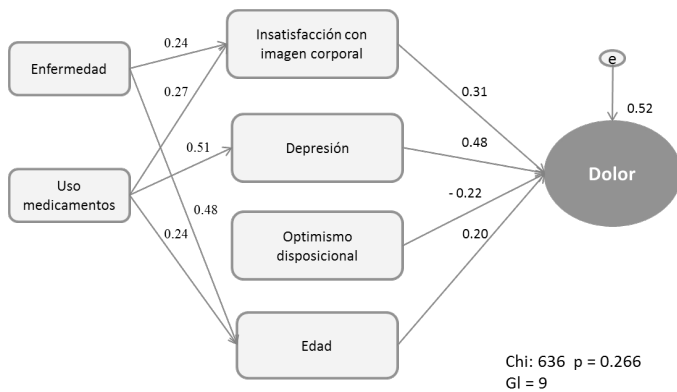 Enfermedad
Uso
medicamentos
0.24
0.27
0.51
0.48
0.24
Insatisfacción con
imagen corporal
Depresión
Optimismo
disposicional
Edad
0.31
0.48
- 0.22
0.20
e
0.52
Dolor
Chi: 636 p = 0.266
Gl = 9